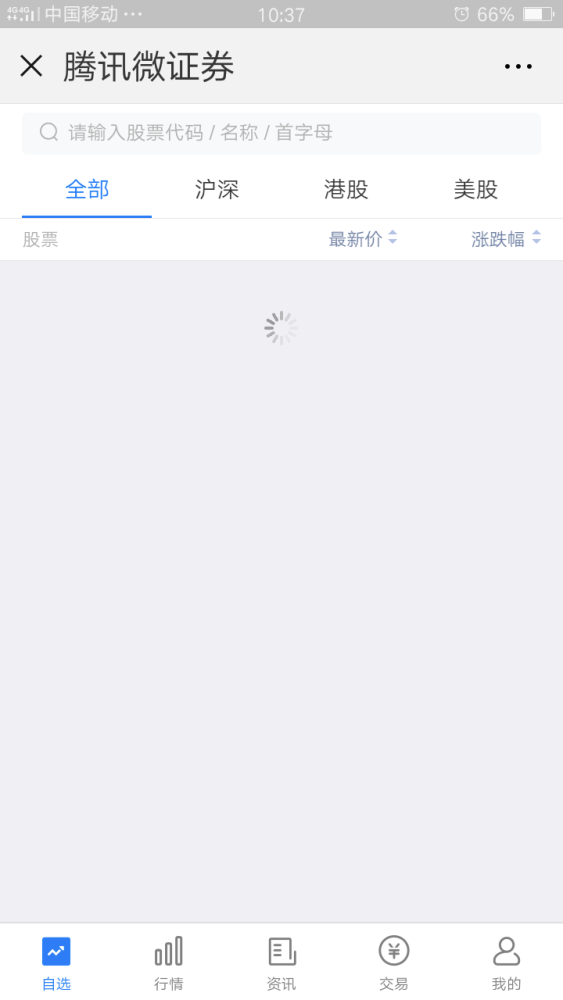 4G 4G 中国移动 ··· 10:37 66%
腾讯微证券 ···
请输入股票代码 / 名称 / 首字母
全部 沪深 港股 美股
股票 最新价 涨跌幅
自选 行情 资讯 交易 我的